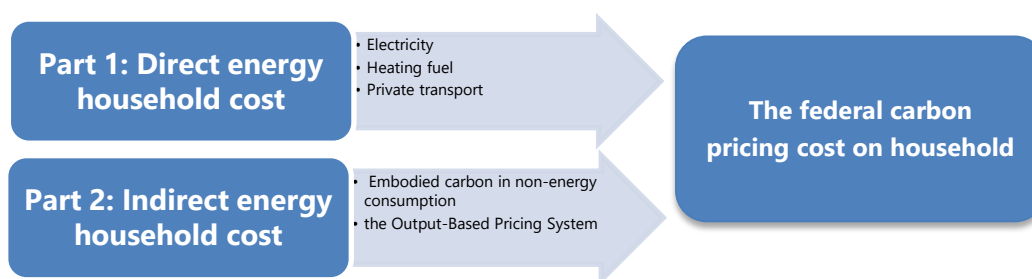 Part 1: Direct energy
household cost
• Electricity
• Heating fuel
• Private transport
Part 2: Indirect energy
household cost
• Embodied carbon in non-energy
consumption
• the Output-Based Pricing System
The federal carbon
pricing cost on household